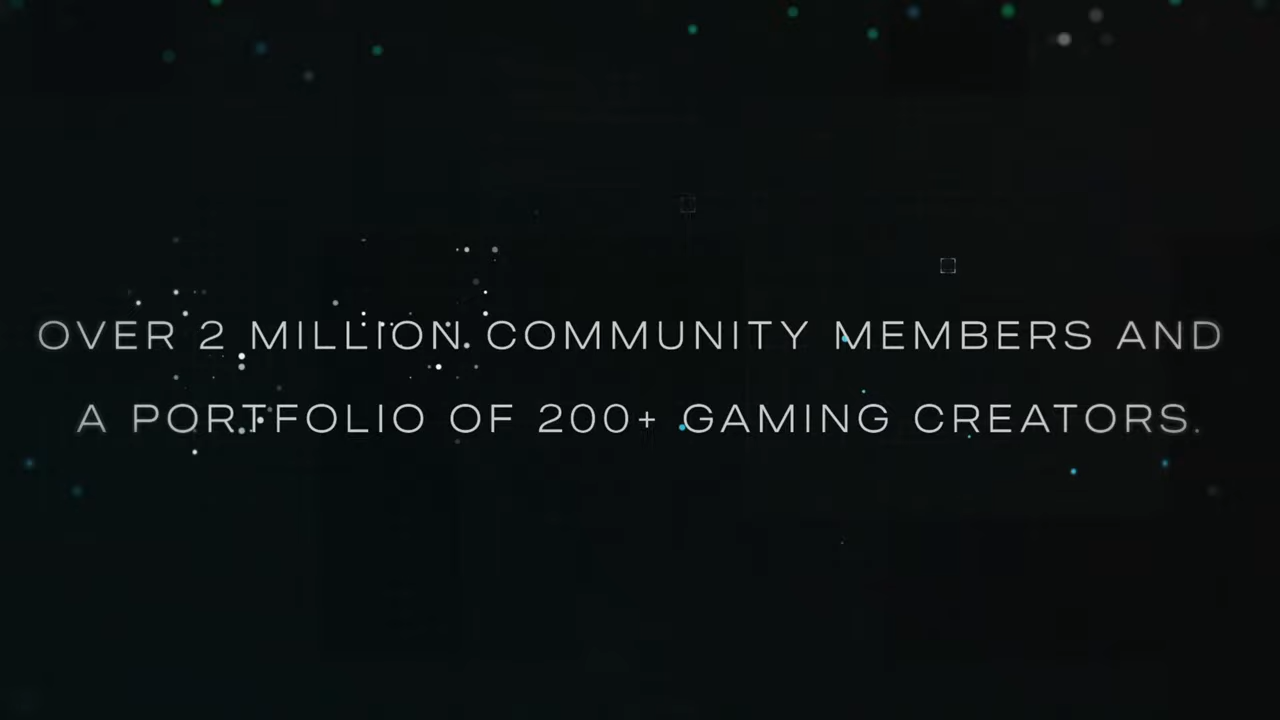 OVER 2 MILLION COMMUNITY MEMBERS AND
A PORTFOLIO OF 200+ GAMING CREATORS.